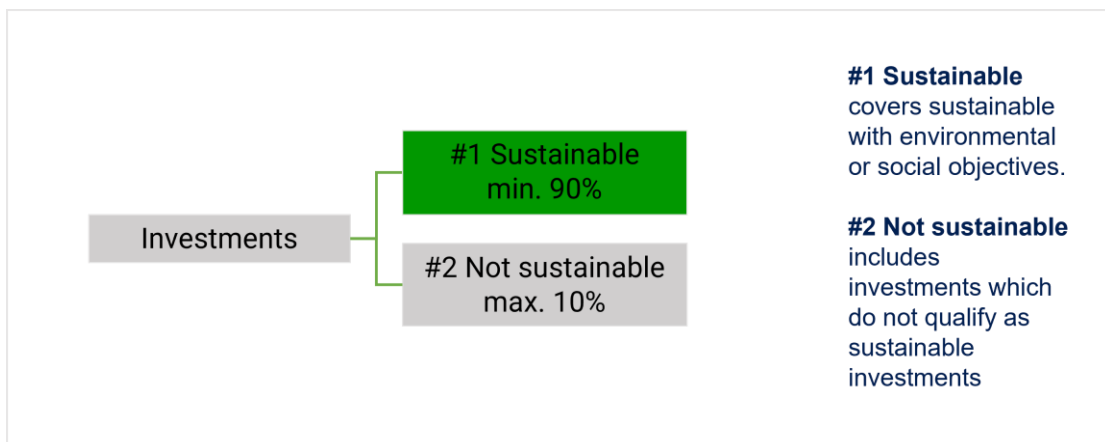 Investments
#1 Sustainable
min. 90%
#2 Not sustainable
max. 10%
#1 Sustainable
covers sustainable
with environmental
or social objectives.
#2 Not sustainable
includes
investments which
do not qualify as
sustainable
investments